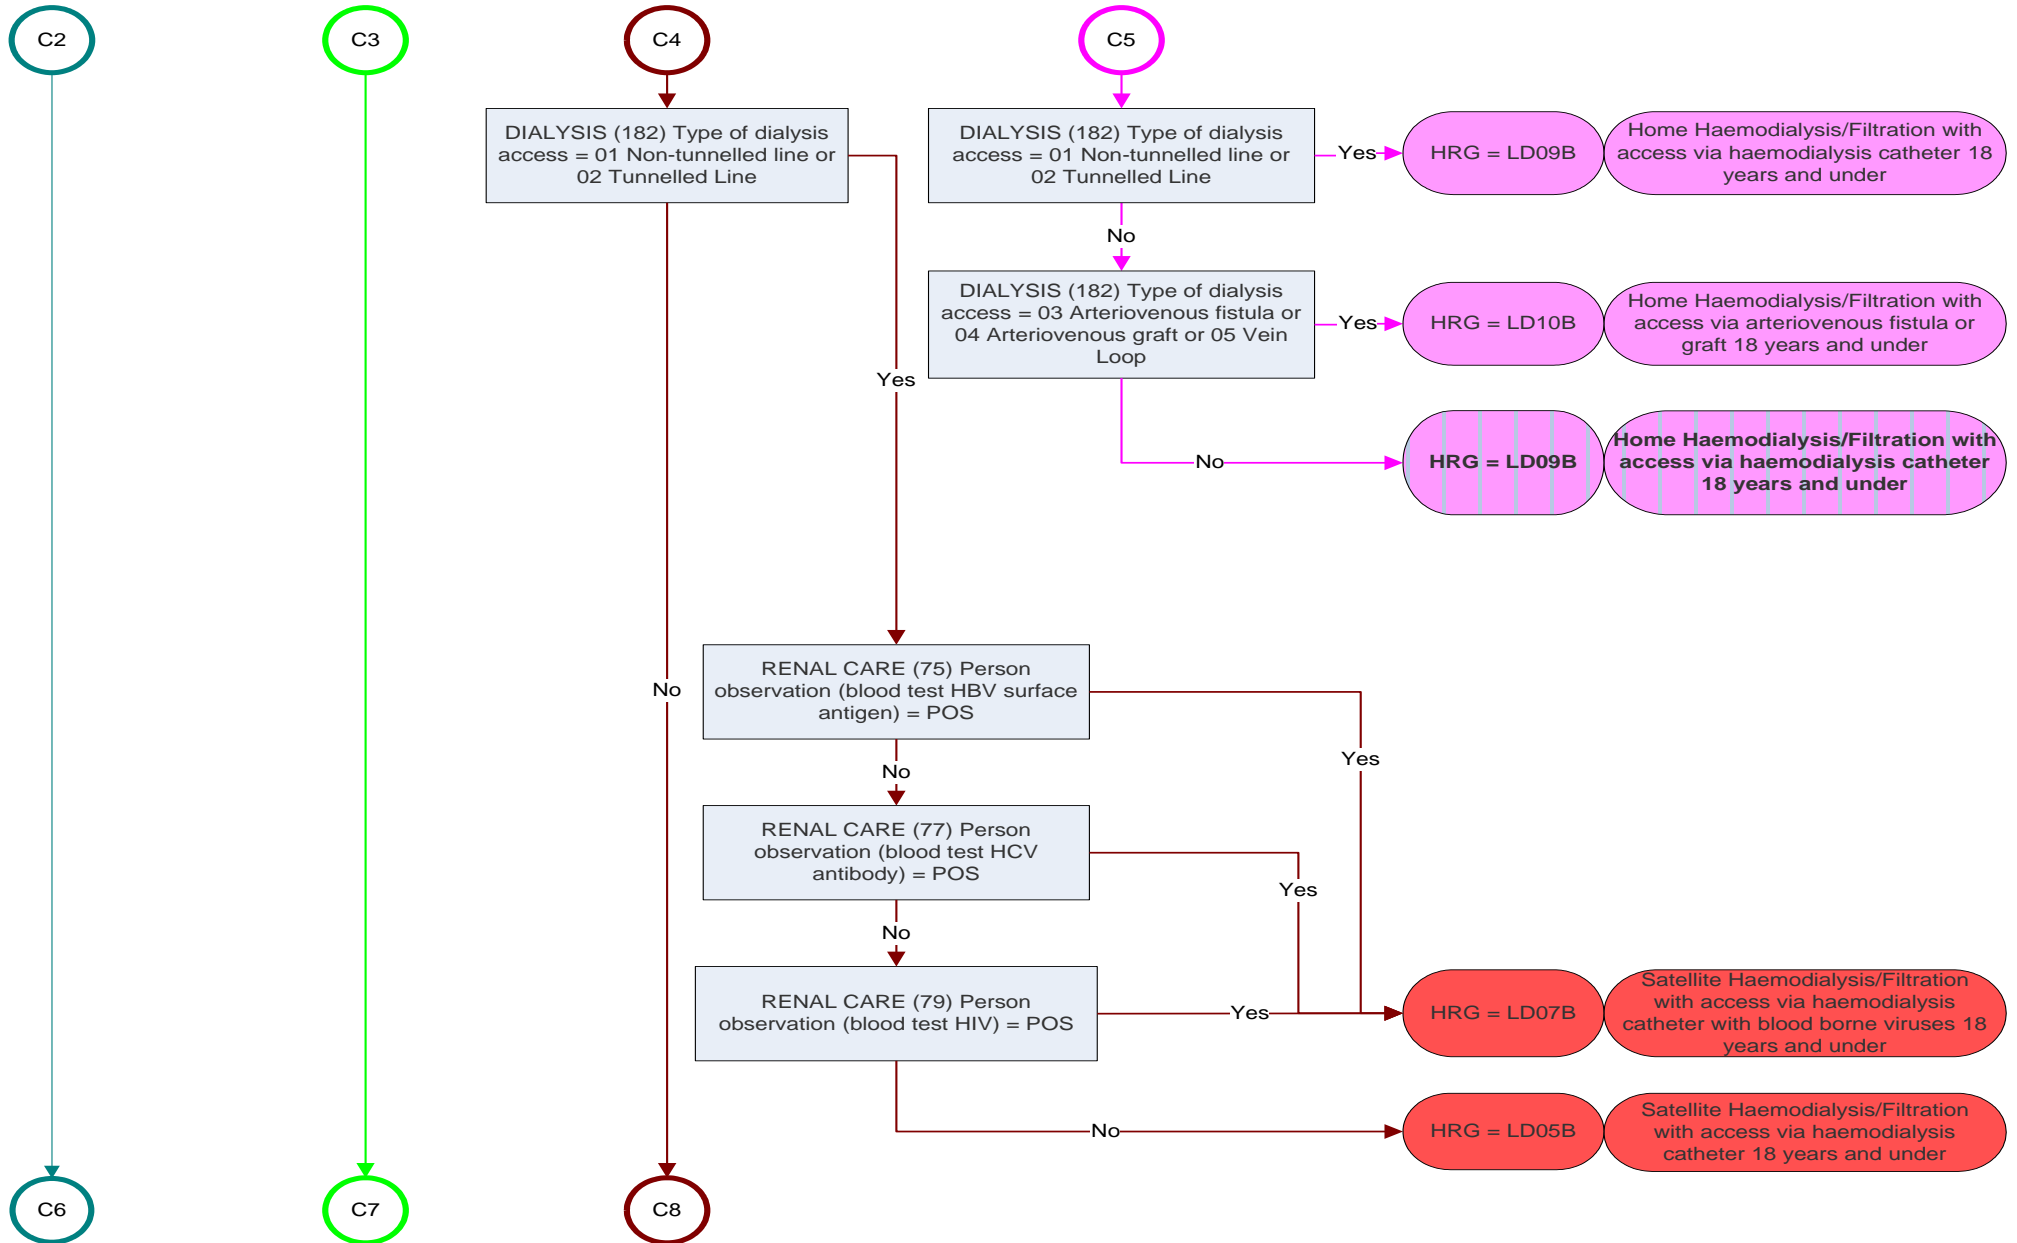 C2
C3
C4
C5
DIALYSIS (182) Type of dialysis
access = 01 Non-tunnelled line or
02 Tunnelled Line
DIALYSIS (182) Type of dialysis
access = 01 Non-tunnelled line or
02 Tunnelled Line
Yes
HRG = LD09B
Home Haemodialysis/Filtration with
access via haemodialysis catheter 18
years and under
No
DIALYSIS (182) Type of dialysis
access = 03 Arteriovenous fistula or
04 Arteriovenous graft or 05 Vein
Loop
Yes
HRG = LD10B
Home Haemodialysis/Filtration with
access via arteriovenous fistula or
graft 18 years and under
Yes
No
HRG = LD09B
Home Haemodialysis/Filtration with
access via haemodialysis catheter
18 years and under
No
RENAL CARE (75) Person
observation (blood test HBV surface
antigen) = POS
Yes
No
RENAL CARE (77) Person
observation (blood test HCV
antibody) = POS
Yes
No
RENAL CARE (79) Person
observation (blood test HIV) = POS
Yes
HRG = LD07B
Satellite Haemodialysis/Filtration
with access via haemodialysis
catheter with blood borne viruses 18
years and under
No
HRG = LD05B
Satellite Haemodialysis/Filtration
with access via haemodialysis
catheter 18 years and under
C6
C7
C8